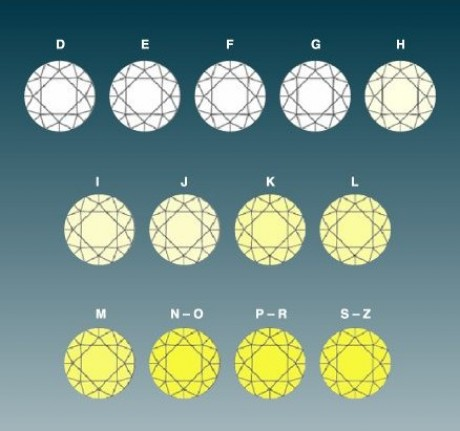 D E F G H
I J K L
M N – O P – R S – Z